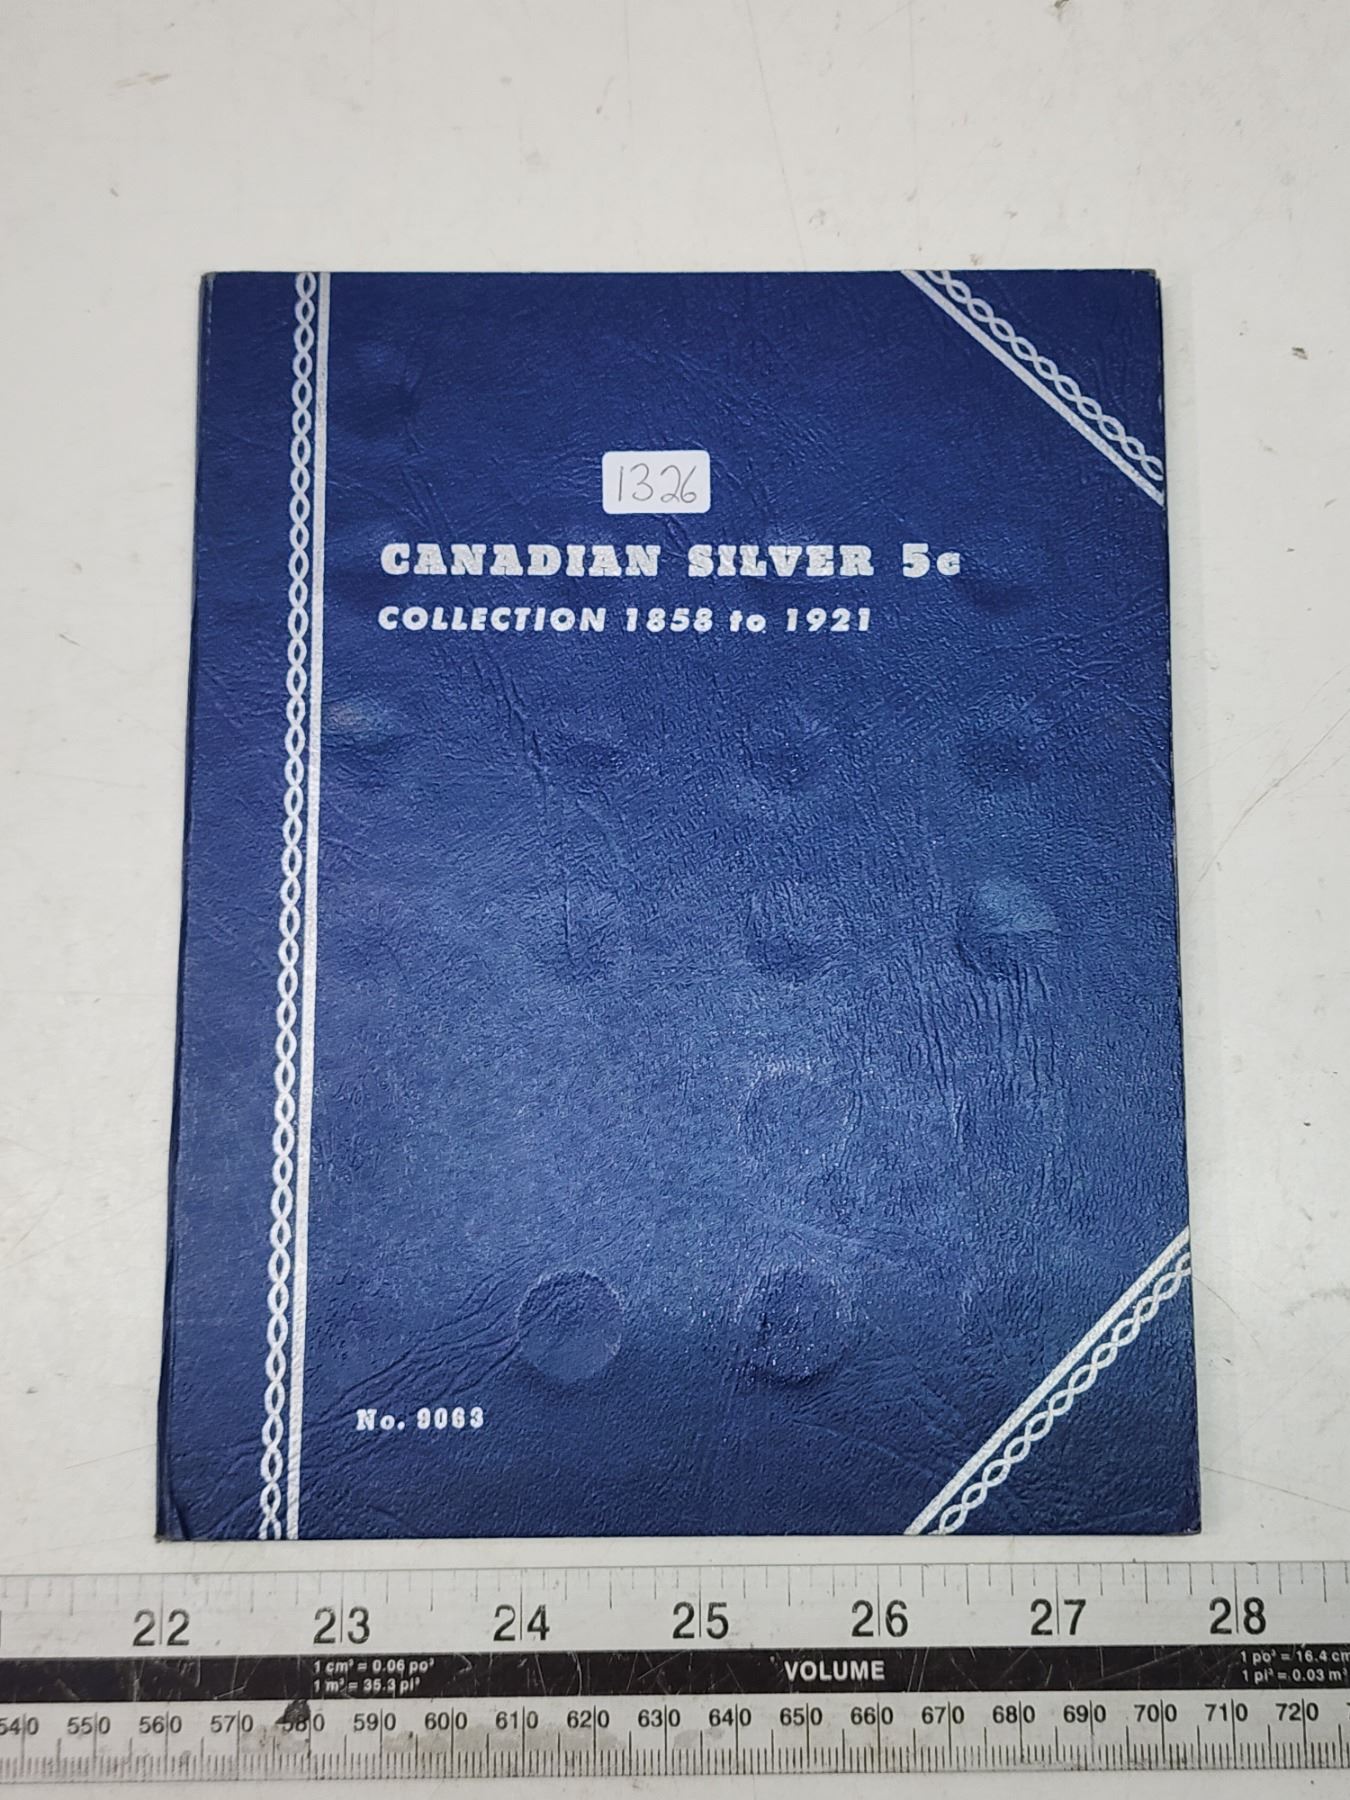 1326
CANADIAN SILVER 5c
COLLECTION 1858 to 1921
No. 9063
22 23 24 25 26 27 28
1 cm³ = 0.06 po³
1 m³ = 35.3 pi³
VOLUME
1 po³ = 16.4 cm
1 pi³ = 0.03 m³
540 550 560 570 580 590 600 610 620 630 640 650 660 670 680 690 700 710 720